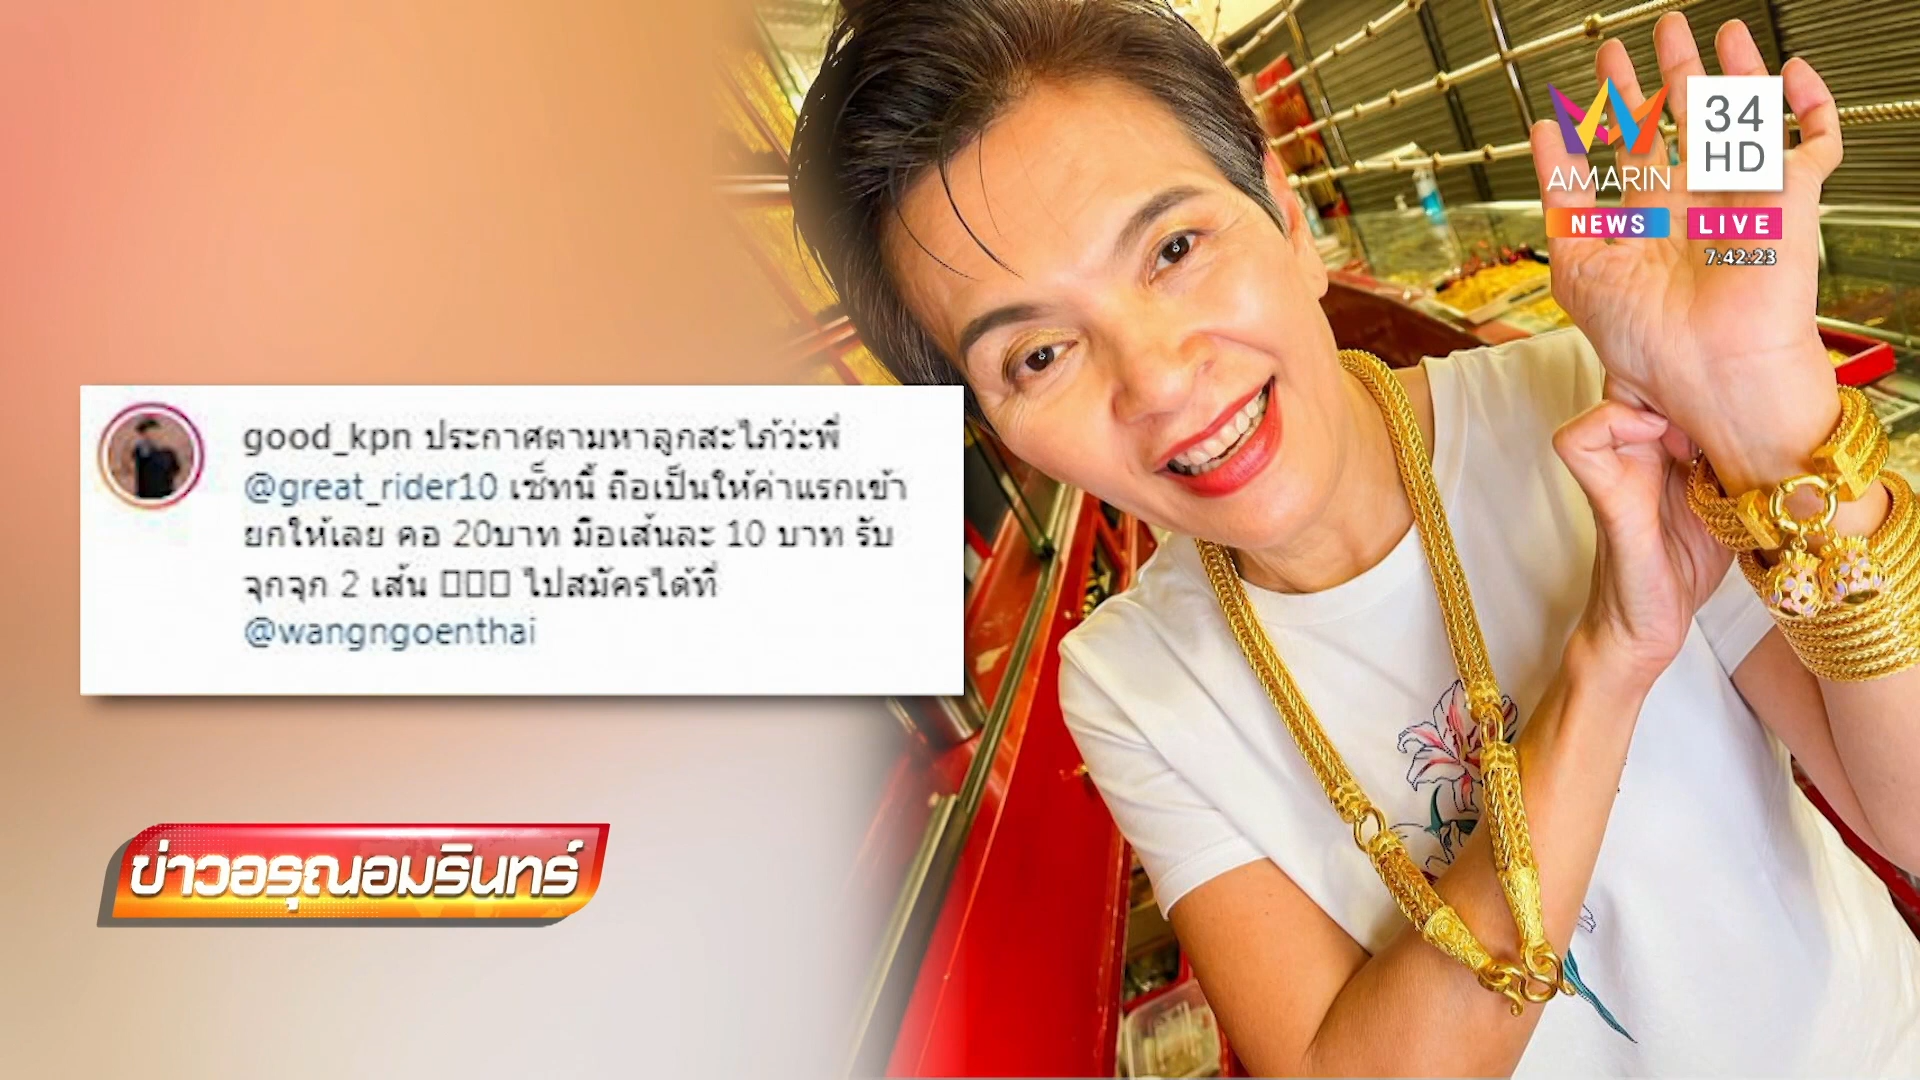 34
HD
AMARIN
NEWS
LIVE
7:42:23
good_kpn ประกาศตามหาลูกสะใภ้ว่ะพี่
@great_rider10 เซ็ทนี้ ถือเป็นให้ค่าแรกเข้า
ยกให้เลย คอ 20บาท มือเส้นละ 10 บาท รับ
จุกจุก 2 เส้น □□□ ไปสมัครได้ที่
@wangngoenthai
ข่าวอรุณอมรินทร์